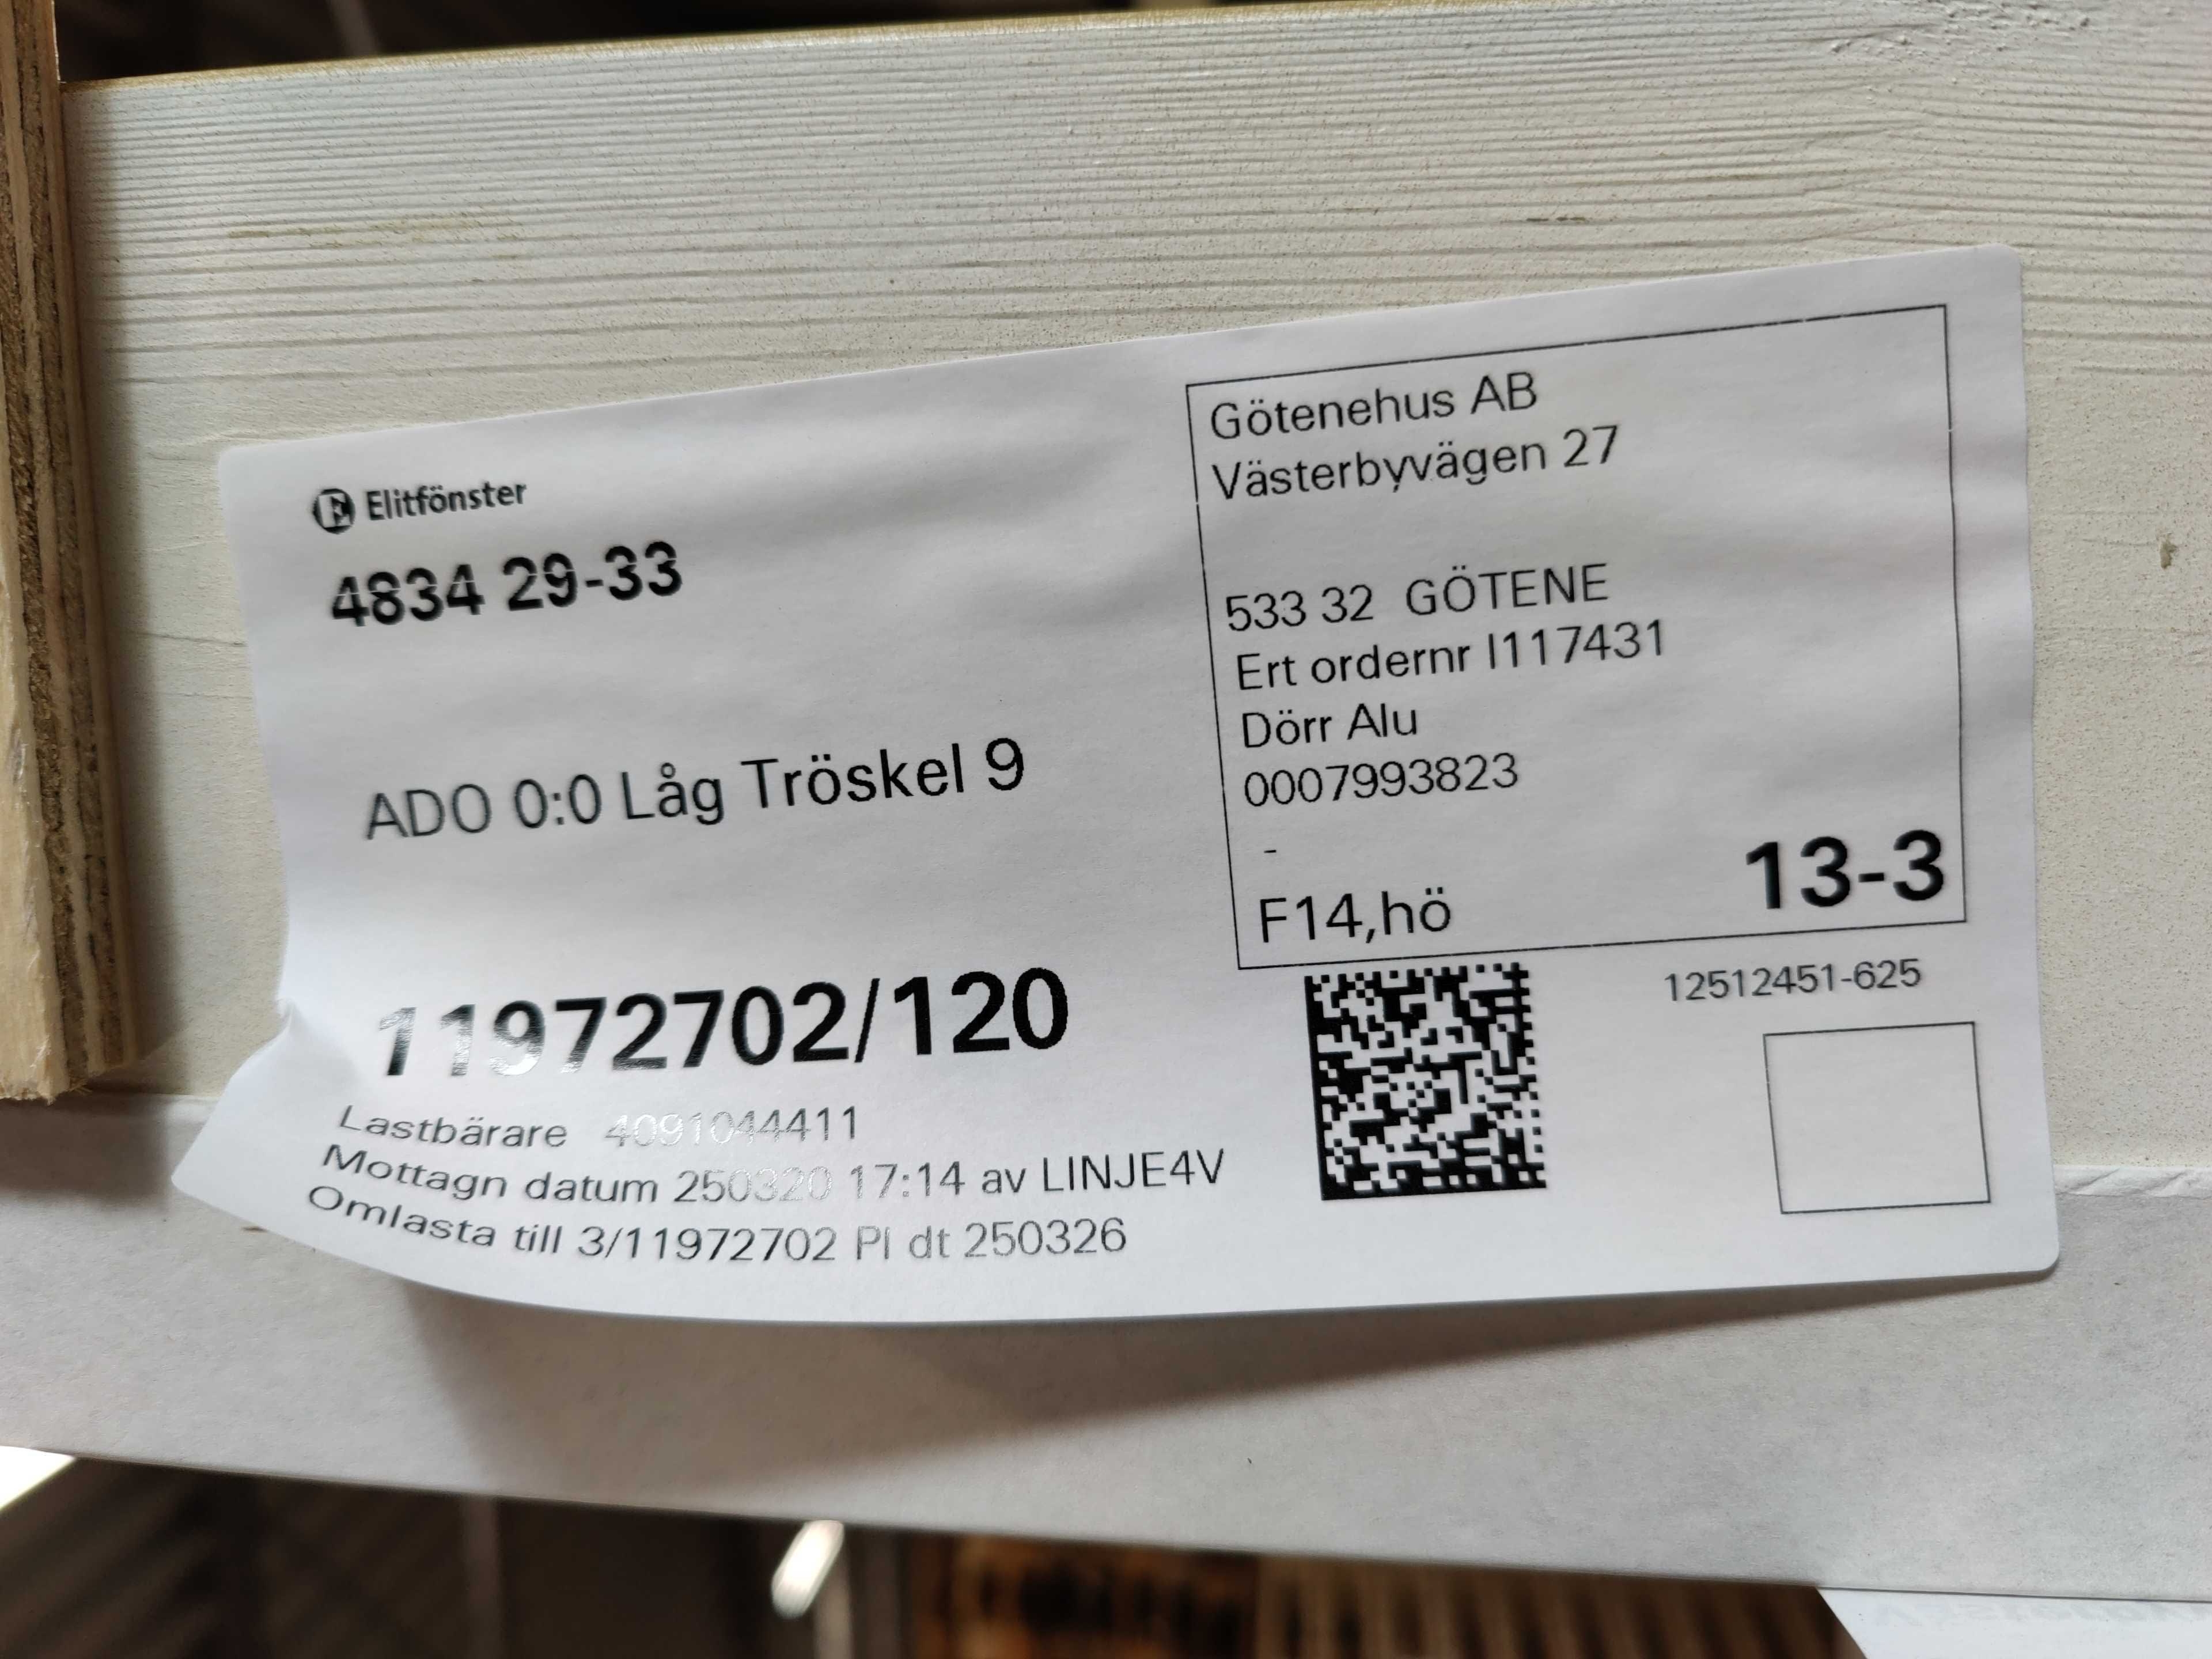 Elitfönster
4834 29-33
ADO 0:0 Låg Tröskel 9
11972702/120
Lastbärare 4091044411
Mottagn datum 250320 17:14 av LINJE4V
Omlasta till 3/11972702 Pl dt 250326
Götenehus AB
Västerbyvägen 27
533 32 GÖTENE
Ert ordernr I117431
Dörr Alu
0007993823
-
F14,hö
13-3
12512451-625